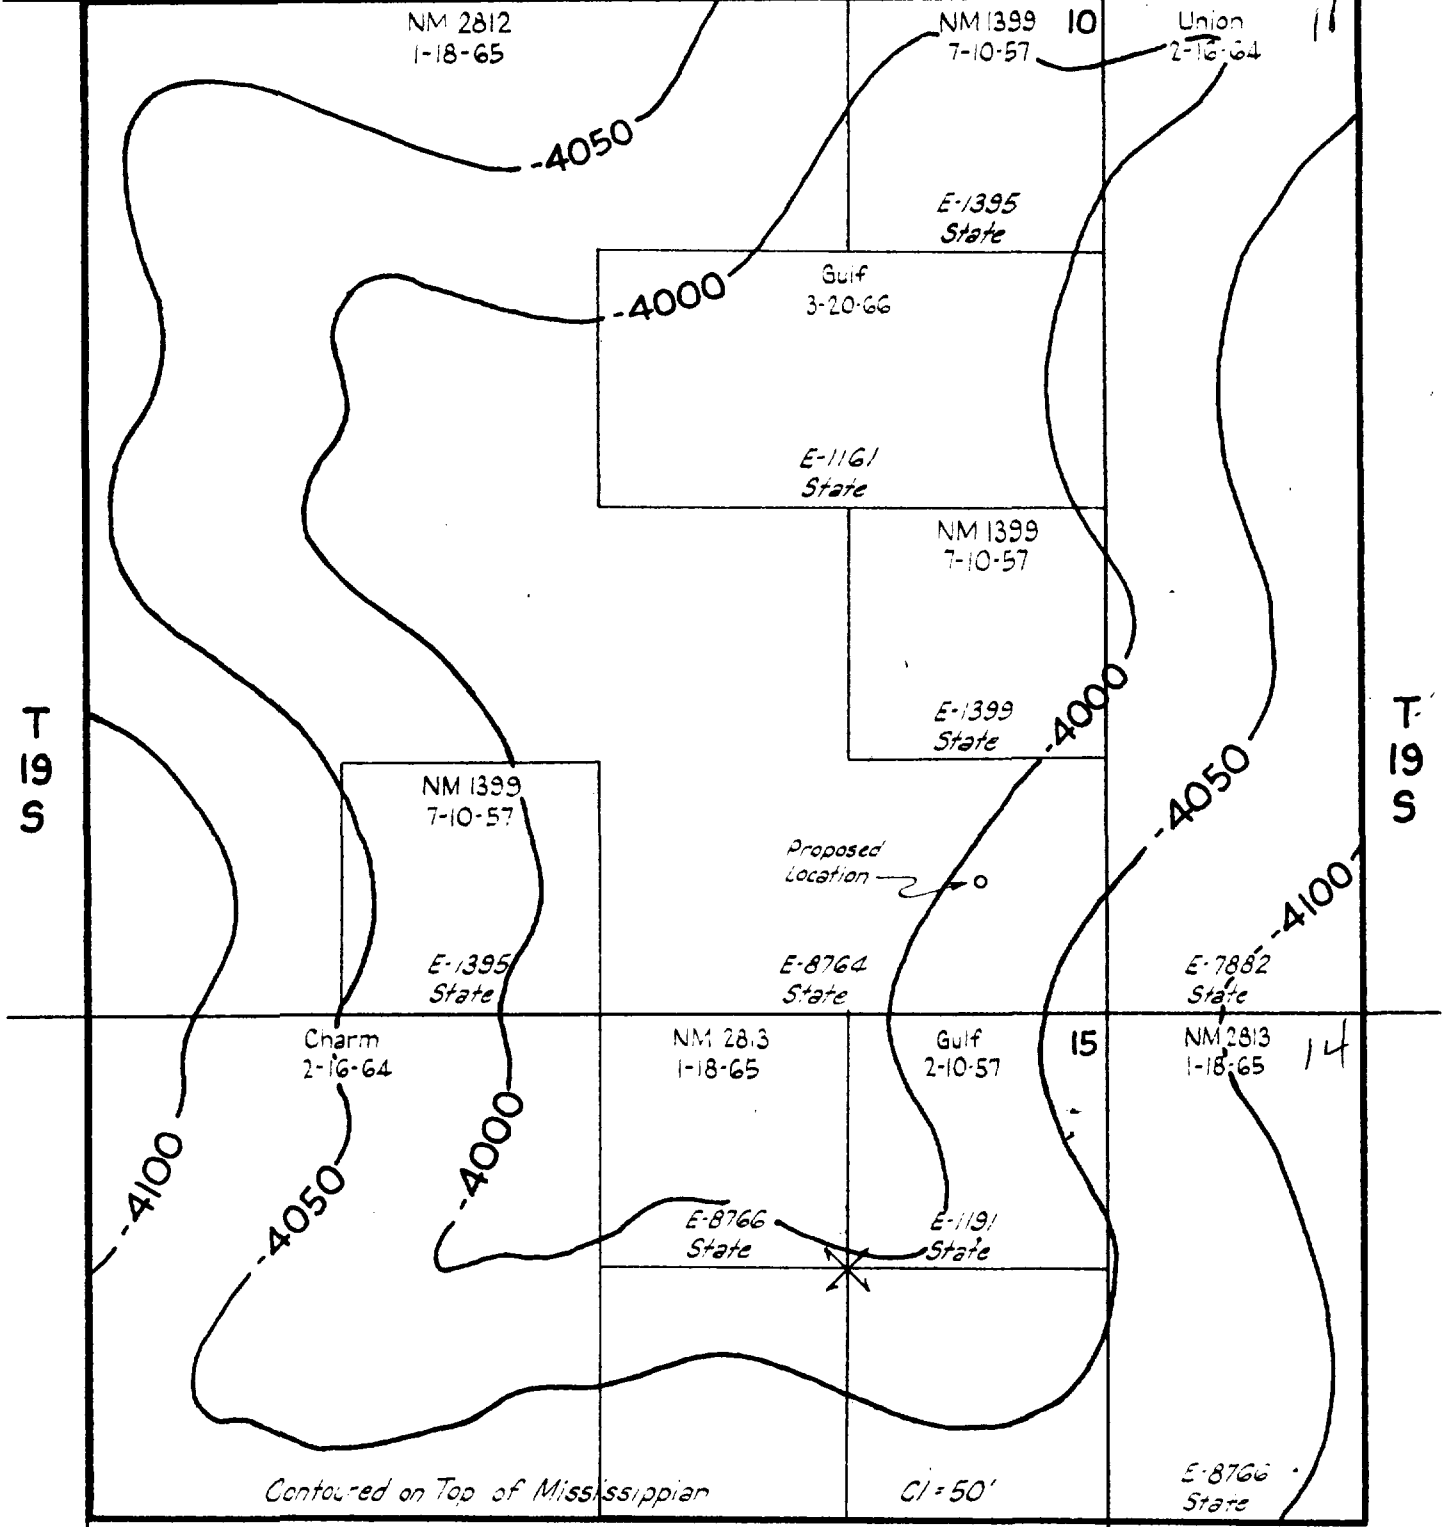 NM 2812
1-18-65
NM 1399
7-10-57
10
Union
2-16-64
11
-4050
E-1395
State
-4000
Gulf
3-20-66
E-1161
State
NM 1399
7-10-57
E-1399
State
-4000
T
19
S
T
19
S
NM 1399
7-10-57
-4050
Proposed
Location
-4100
E-1395
State
E-8764
State
E-7882
State
Charm
2-16-64
NM 2813
1-18-65
Gulf
2-10-57
15
NM 2813
1-18-65
14
-4100
-4050
-4000
E-8766
State
E-1191
State
Contoured on Top of Mississippian
CI = 50'
E-8766
State